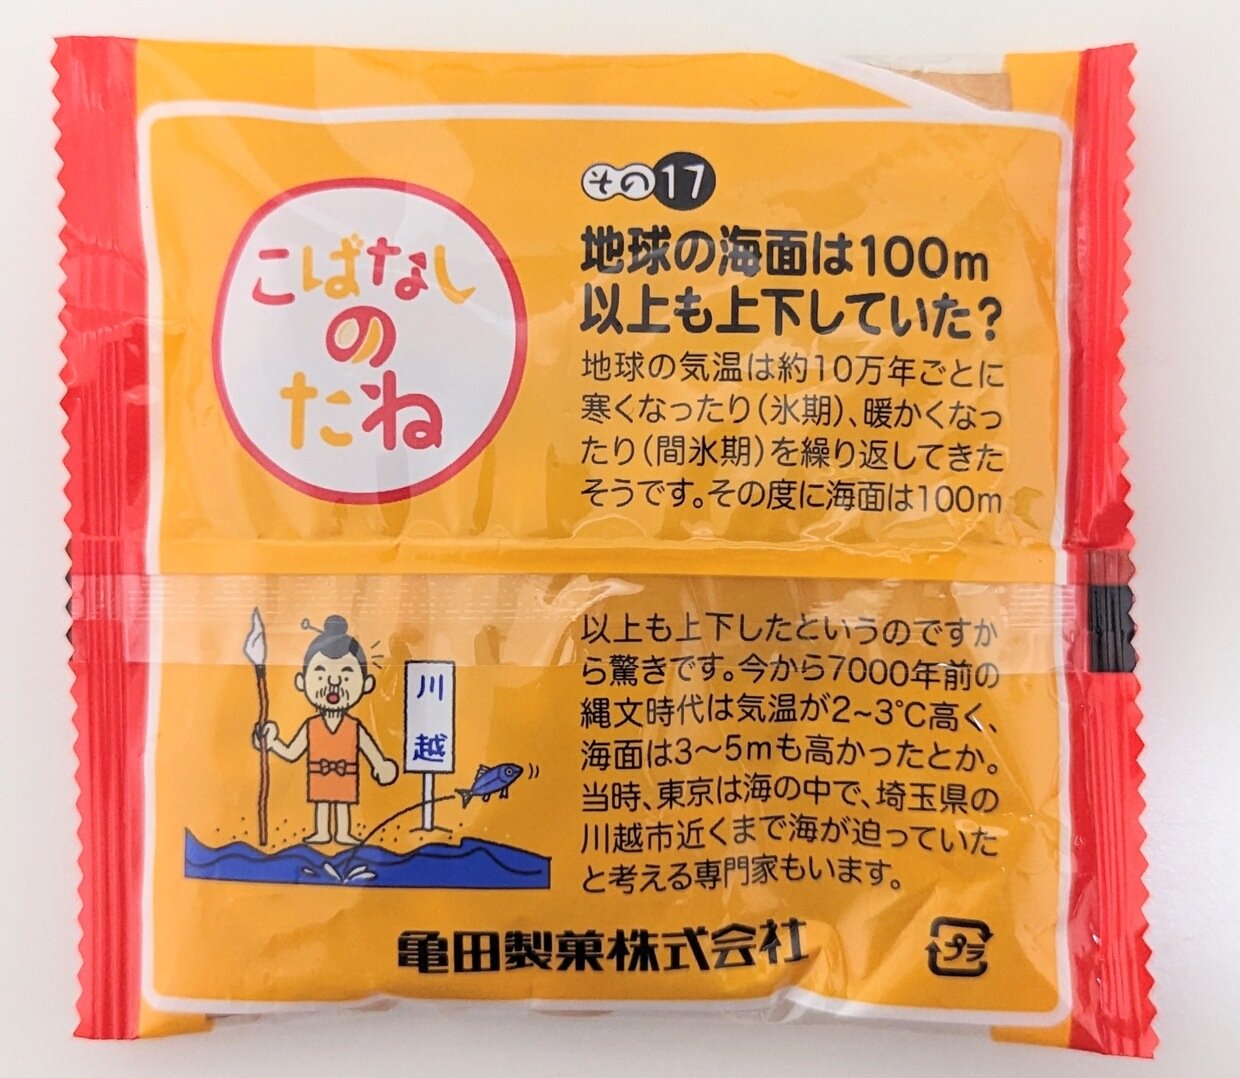 こばなし
の
たね
その17
地球の海面は100m
以上も上下していた?
地球の気温は約10万年ごとに
寒くなったり(氷期)、暖かくなっ
たり(間氷期)を繰り返してきた
そうです。その度に海面は100m
以上も上下したというのですか
ら驚きです。今から7000年前の
縄文時代は気温が2~3℃高く、
海面は3~5mも高かったとか。
当時、東京は海の中で、埼玉県の
川越市近くまで海が迫っていた
と考える専門家もいます。
川
越
亀田製菓株式会社
プラ